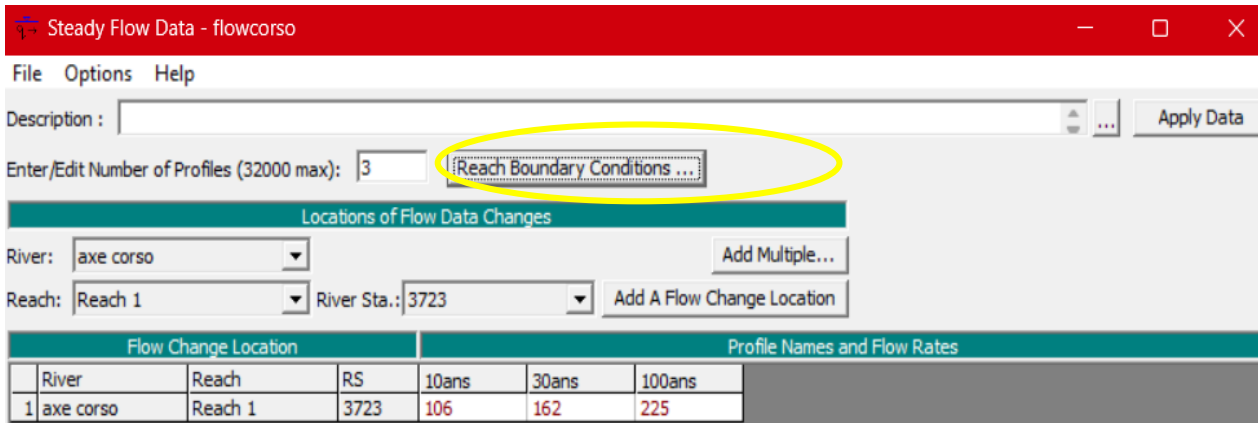 Steady Flow Data - flowcorso
File Options Help
Description : ... Apply Data
Enter/Edit Number of Profiles (32000 max): 3 Reach Boundary Conditions ...
Locations of Flow Data Changes
River: axe corso Add Multiple...
Reach: Reach 1 River Sta.: 3723 Add A Flow Change Location
Flow Change Location Profile Names and Flow Rates
River Reach RS 10ans 30ans 100ans
1 axe corso Reach 1 3723 106 162 225